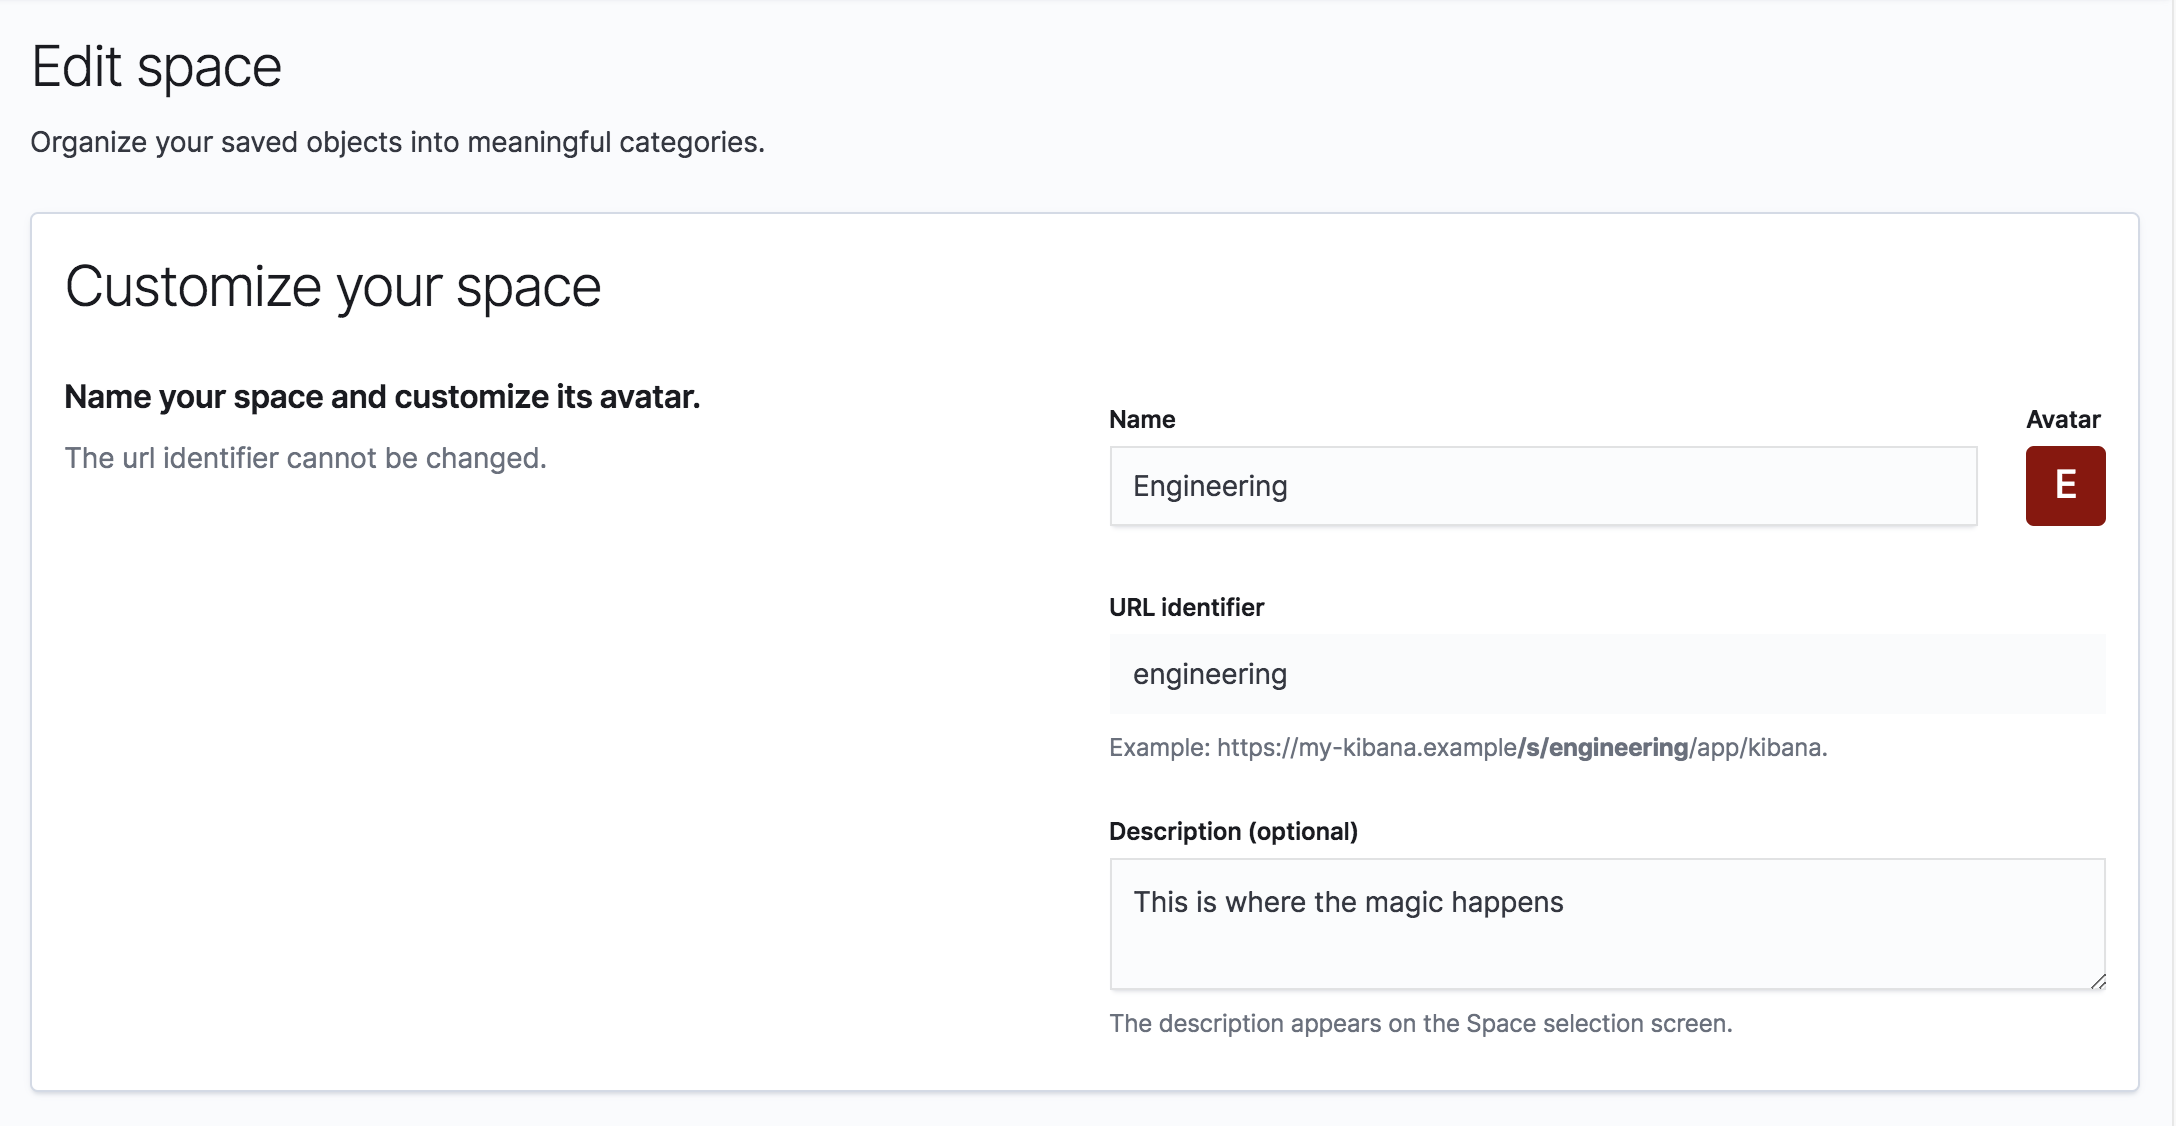 Edit space
Organize your saved objects into meaningful categories.
Customize your space
Name your space and customize its avatar.
The url identifier cannot be changed.
Name
Avatar
Engineering
E
URL identifier
engineering
Example: https://my-kibana.example/s/engineering/app/kibana.
Description (optional)
This is where the magic happens
The description appears on the Space selection screen.